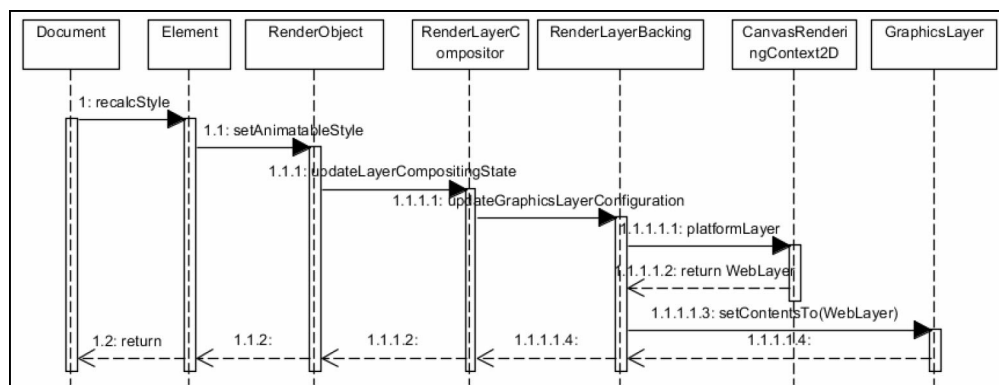 Document
Element
RenderObject
RenderLayerC
ompositor
RenderLayerBacking
CanvasRenderi
ngContext2D
GraphicsLayer
1: recalcStyle
1.1: setAnimatableStyle
1.1.1: updateLayerCompositingState
1.1.1.1: updateGraphicsLayerConfiguration
1.1.1.1.1: platformLayer
1.1.1.1.2: return WebLayer
1.1.1.1.3: setContentsTo(WebLayer)
1.2: return
1.1.2:
1.1.1.2:
1.1.1.1.4:
1.1.1.1.4: